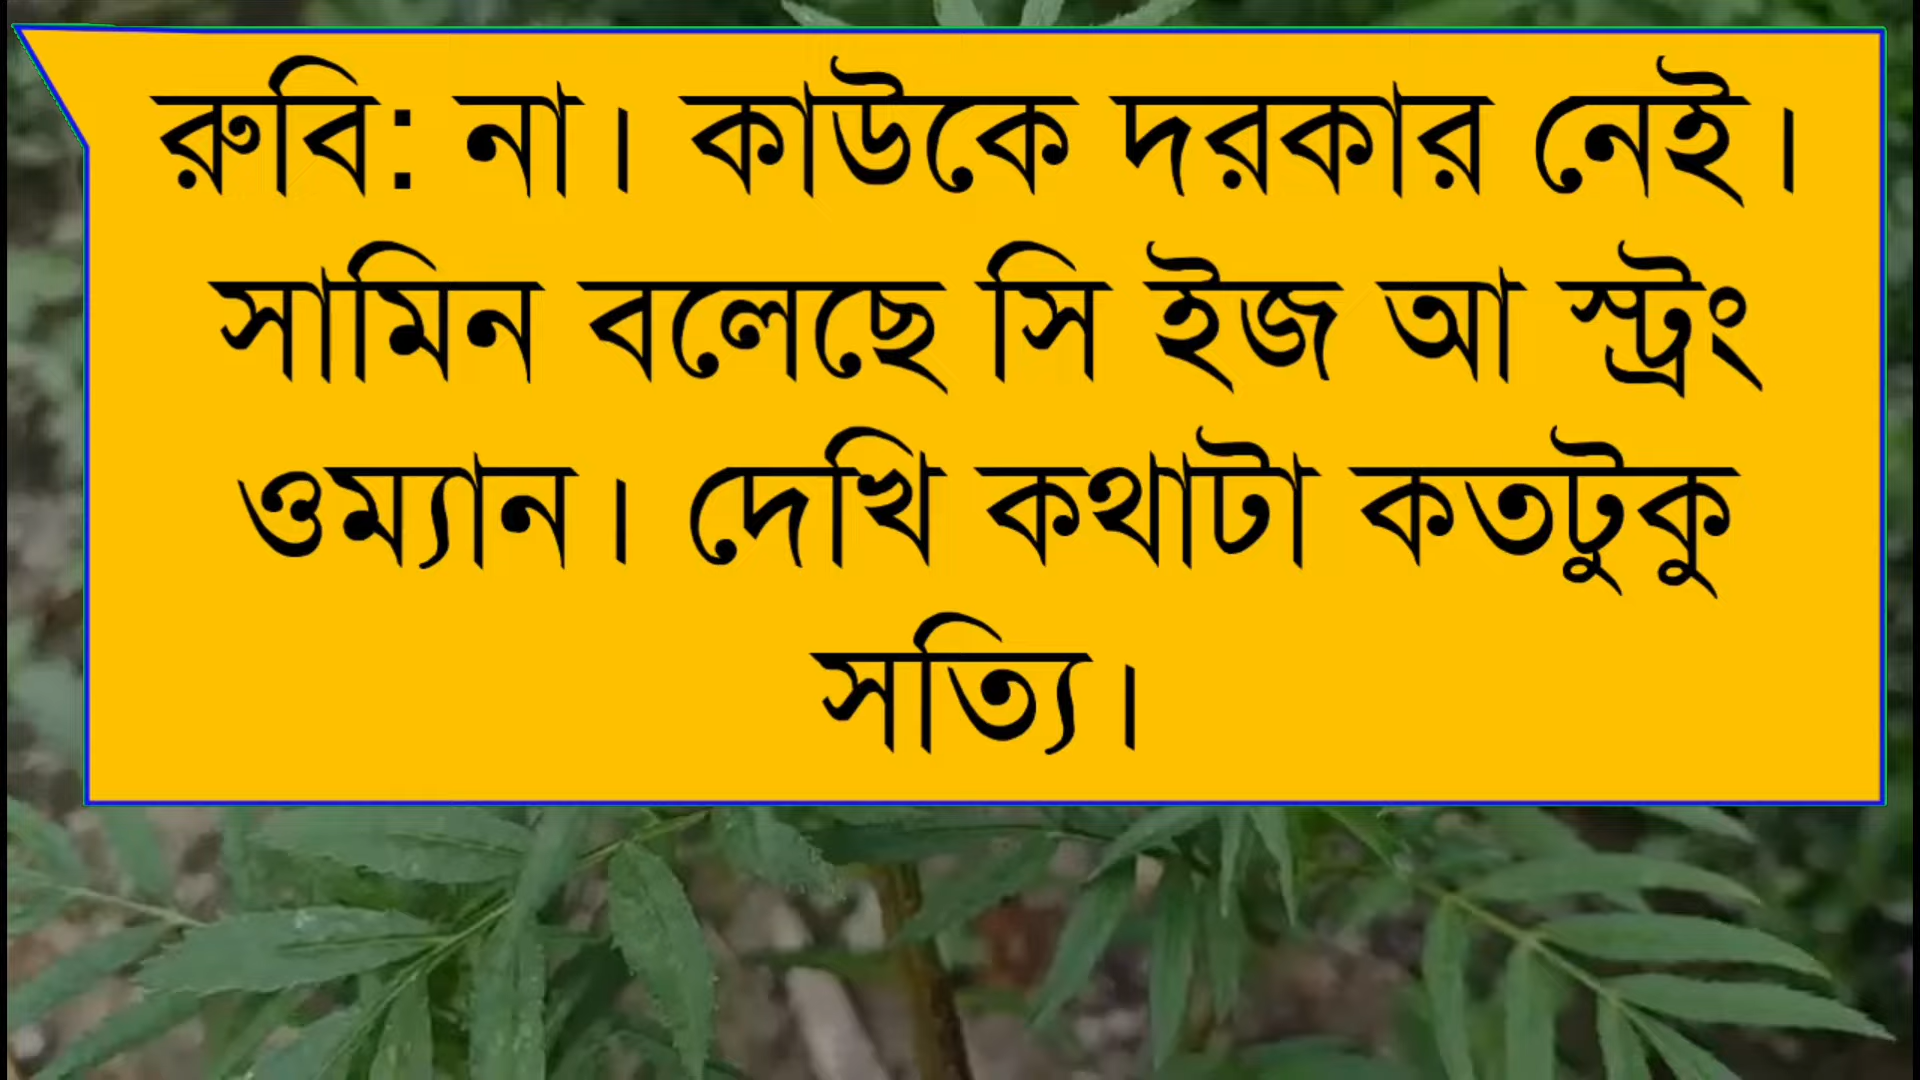 রুবি: না। কাউকে দরকার নেই।
সামিন বলেছে সি ইজ আ স্ট্রং
ওম্যান। দেখি কথাটা কতটুকু
সত্যি।